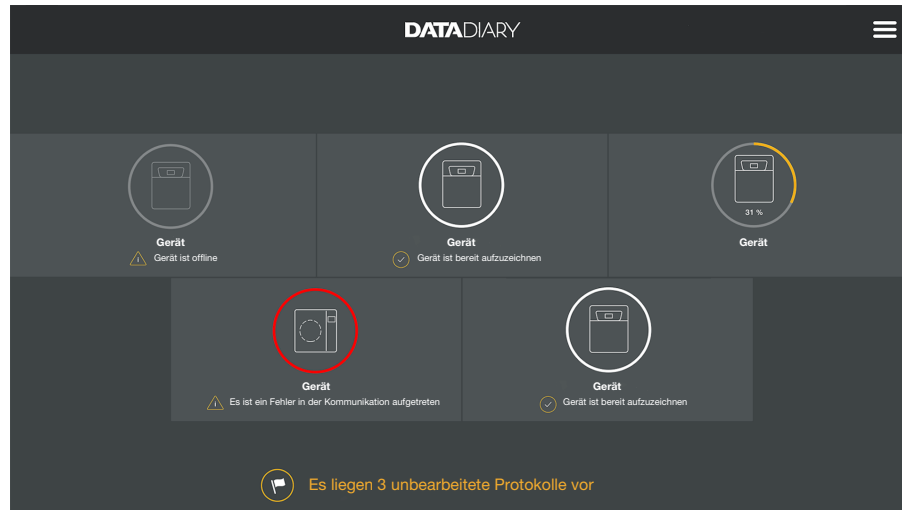 DATADIARY
Gerät
Gerät ist offline
Gerät
Gerät ist bereit aufzuzeichnen
31 %
Gerät
Gerät
Es ist ein Fehler in der Kommunikation aufgetreten
Gerät
Gerät ist bereit aufzuzeichnen
Es liegen 3 unbearbeitete Protokolle vor